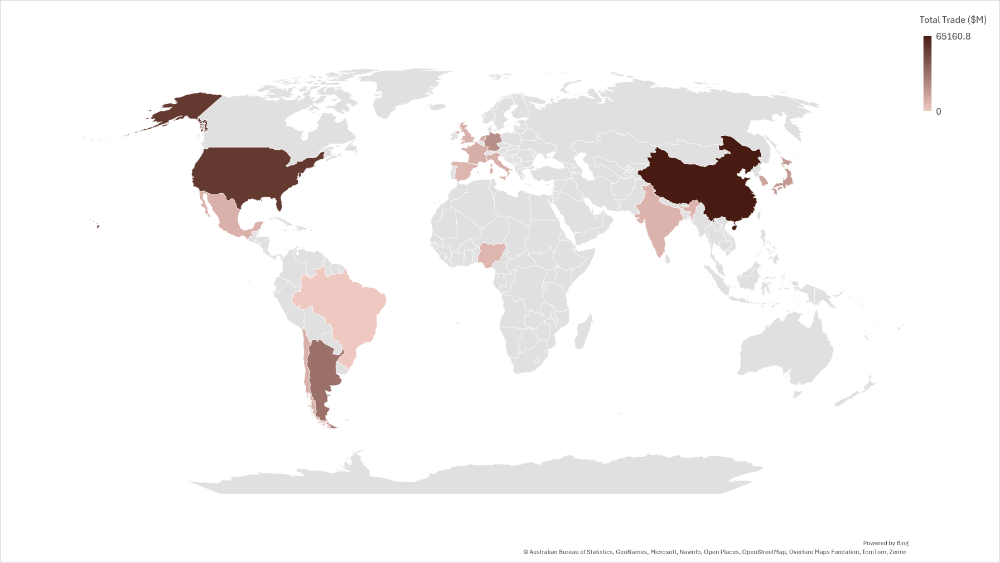 Total Trade ($M)
65160.8
0
Powered by Bing
© Australian Bureau of Statistics, GeoNames, Microsoft, Navinfo, Open Places, OpenStreetMap, Overture Maps Fundation, TomTom, Zenrin